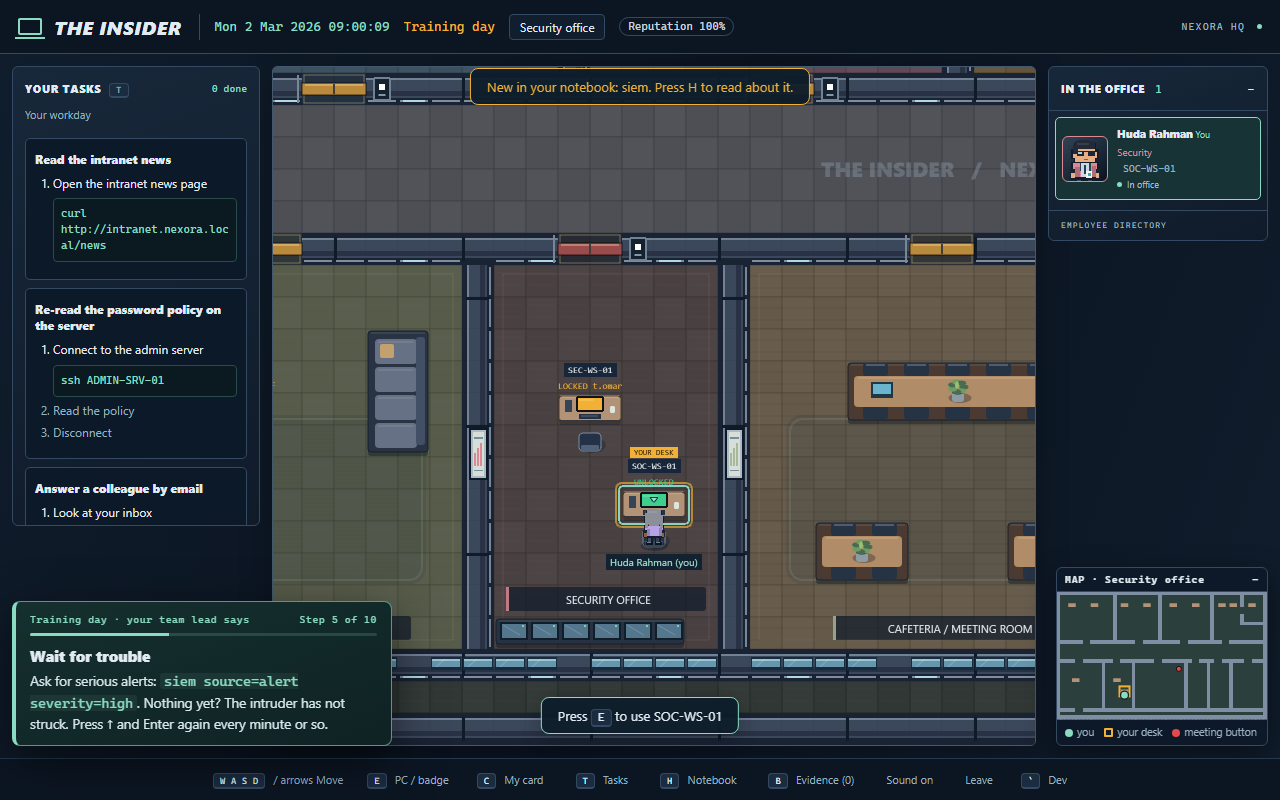 THE INSIDER
Mon 2 Mar 2026 09:00:09
Training day
Security office
Reputation 100%
NEXORA HQ
YOUR TASKS T
0 done
Your workday
Read the intranet news
1. Open the intranet news page
curl
http://intranet.nexora.loc
al/news
Re-read the password policy on
the server
1. Connect to the admin server
ssh ADMIN-SRV-01
2. Read the policy
3. Disconnect
Answer a colleague by email
1. Look at your inbox
Training day · your team lead says
Step 5 of 10
Wait for trouble
Ask for serious alerts: siem source=alert
severity=high . Nothing yet? The intruder has not
struck. Press ↑ and Enter again every minute or so.
New in your notebook: siem. Press H to read about it.
THE INSIDER / NEX
SEC-WS-01
LOCKED t.omar
YOUR DESK
SOC-WS-01
UNLOCKED
Huda Rahman (you)
SECURITY OFFICE
CAFETERIA / MEETING ROOM
Press E to use SOC-WS-01
IN THE OFFICE 1
−
Huda Rahman You
Security
SOC-WS-01
In office
EMPLOYEE DIRECTORY
MAP · Security office
−
you
your desk
meeting button
W A S D / arrows Move
E PC / badge
C My card
T Tasks
H Notebook
B Evidence (0)
Sound on
Leave
` Dev